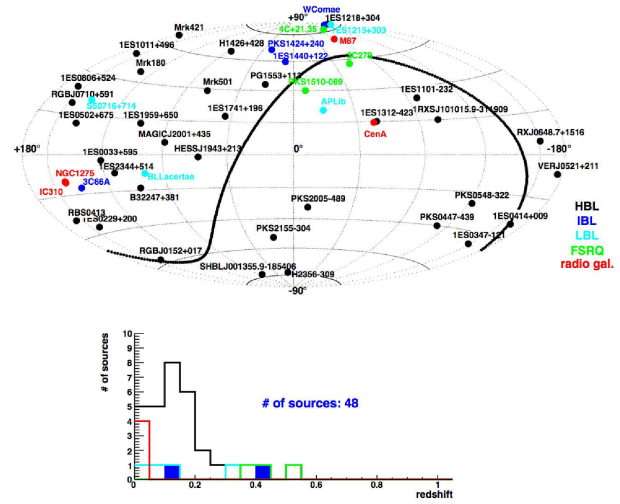 WComae
+90°
1ES1218+304
Mrk421
4C+21.35
1ES1215+303
1ES1011+496
H1426+428
PKS1424+240
M87
Mrk180
1ES1440+122
3C279
1ES0806+524
Mrk501
PG1553+113
PKS1510-089
1ES1101-232
RGBJ0710+591
S50716+714
1ES1741+196
APLib
1ES1312-423
1RXSJ101015.9-311909
1ES0502+675
1ES1959+650
CenA
MAGICJ2001+435
RXJ0648.7+1516
+180°
HESSJ1943+213
0°
-180°
1ES0033+595
1ES2344+514
VERJ0521+211
NGC1275
BLLacertae
IC310
3C66A
B32247+381
PKS2005-489
PKS0548-322
HBL
RBS0413
1ES0229+200
PKS0447-439
1ES0414+009
IBL
PKS2155-304
1ES0347-121
LBL
RGBJ0152+017
FSRQ
SHBLJ001355.9-185406
H2356-309
radio gal.
-90°
# of sources
10
9
8
7
6
5
4
3
2
1
0
# of sources: 48
0 0.2 0.4 0.6 0.8 1
redshift